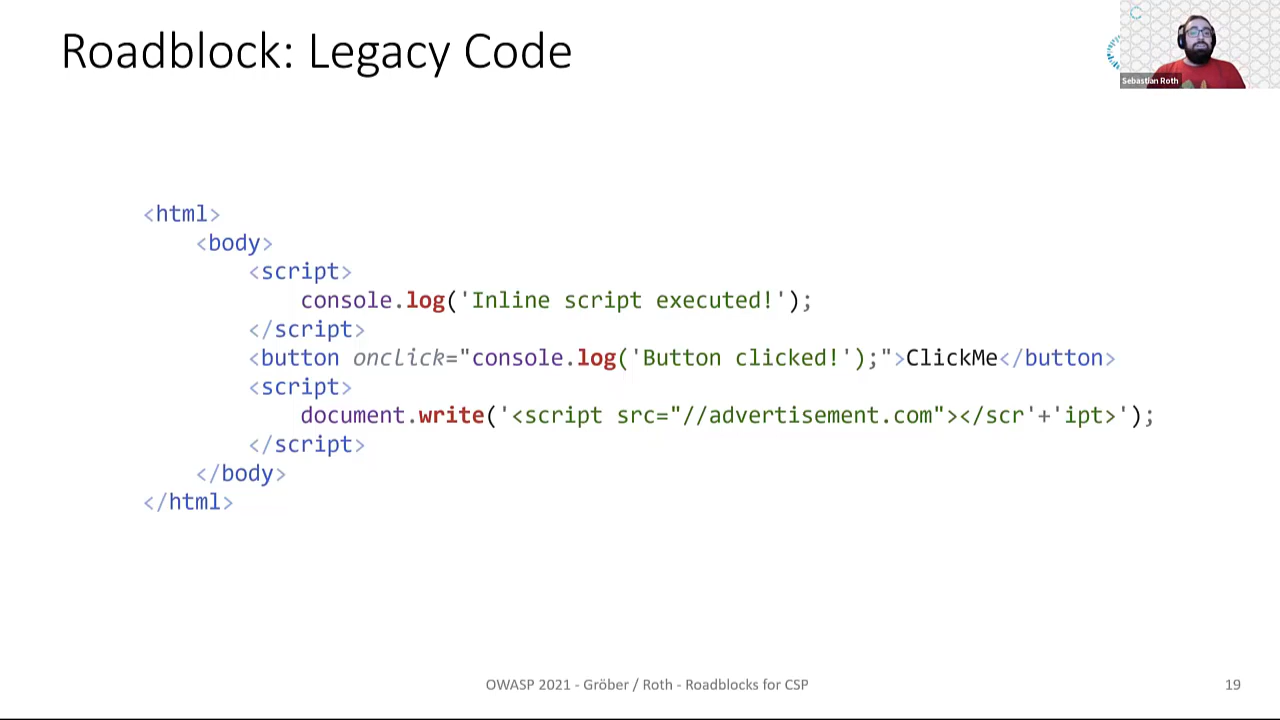 Roadblock: Legacy Code
Sebastian Roth
<html>
<body>
<script>
console.log('Inline script executed!');
</script>
<button onclick="console.log('Button clicked!');">ClickMe</button>
<script>
document.write('<script src="//advertisement.com"></scr'+'ipt>');
</script>
</body>
</html>
OWASP 2021 - Gröber / Roth - Roadblocks for CSP
19